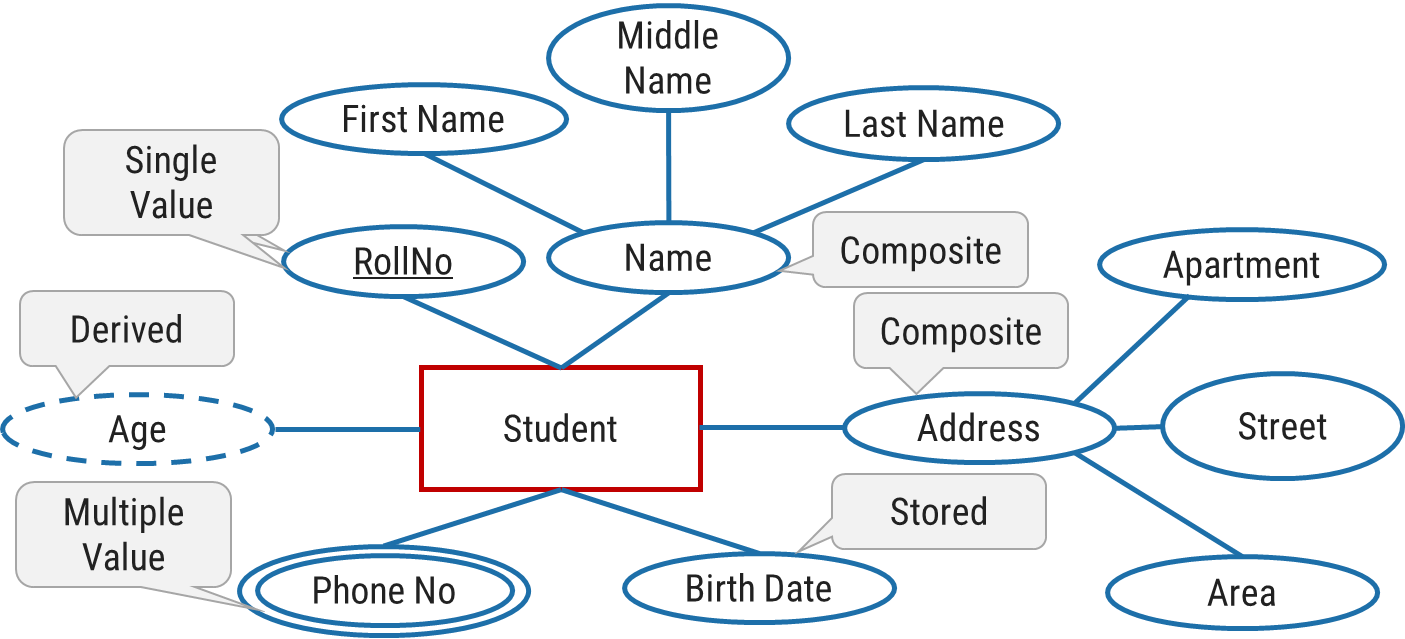 Middle
Name
First Name
Last Name
Single
Value
RollNo
Name
Composite
Apartment
Derived
Composite
Age
Student
Address
Street
Multiple
Value
Stored
Phone No
Birth Date
Area